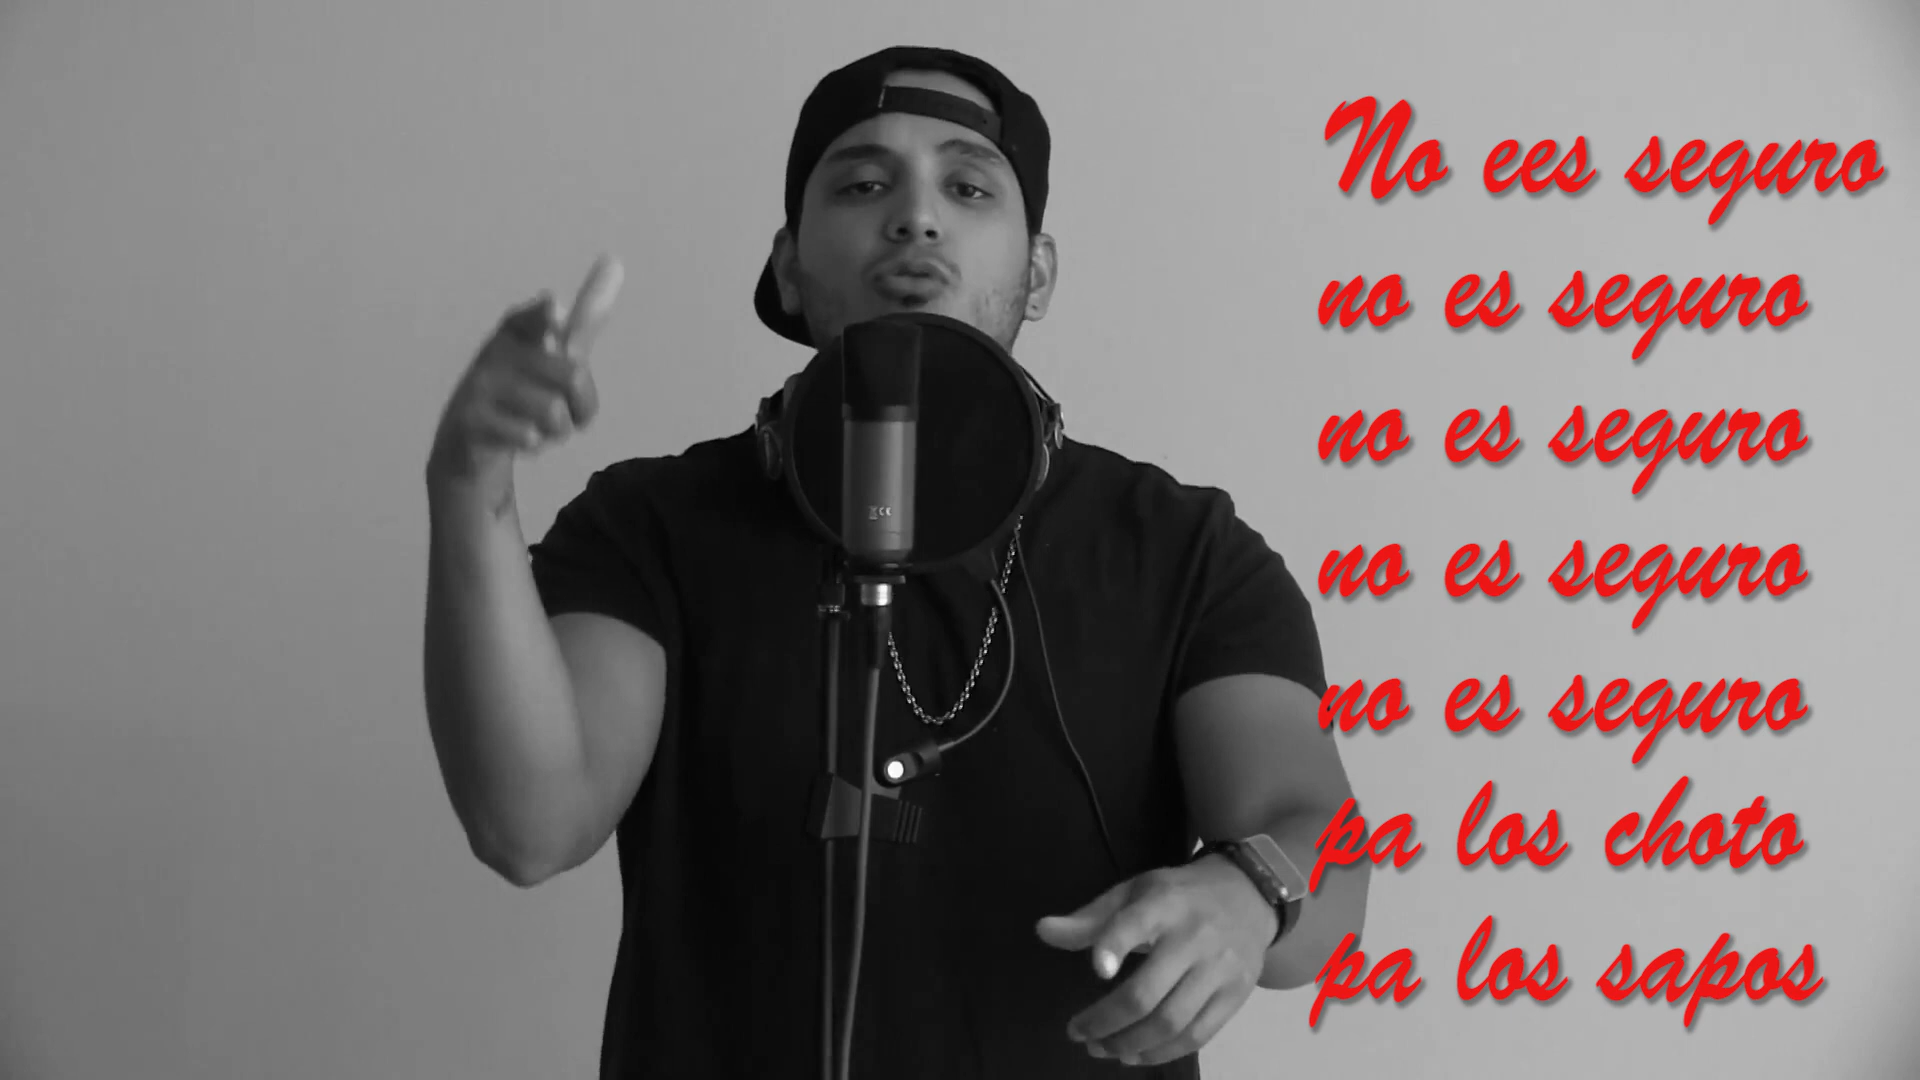 No ees seguro
no es seguro
no es seguro
no es seguro
no es seguro
pa los choto
pa los sapos